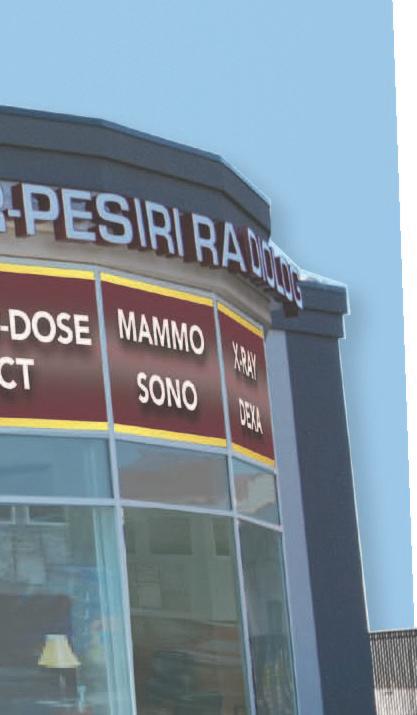 R-PESIRI RADIOLOG
-DOSE
CT
MAMMO
SONO
X-RAY
DEXA